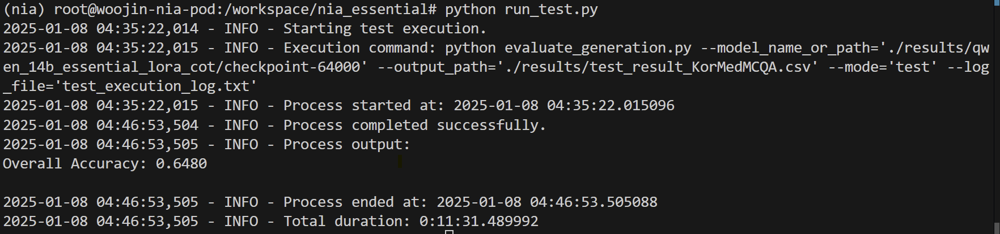 (nia) root@woojin-nia-pod:/workspace/nia_essential# python run_test.py
2025-01-08 04:35:22,014 - INFO - Starting test execution.
2025-01-08 04:35:22,015 - INFO - Execution command: python evaluate_generation.py --model_name_or_path='./results/qw
en_14b_essential_lora_cot/checkpoint-64000' --output_path='./results/test_result_KorMedMCQA.csv' --mode='test' --log
_file='test_execution_log.txt'
2025-01-08 04:35:22,015 - INFO - Process started at: 2025-01-08 04:35:22.015096
2025-01-08 04:46:53,504 - INFO - Process completed successfully.
2025-01-08 04:46:53,505 - INFO - Process output:
Overall Accuracy: 0.6480
2025-01-08 04:46:53,505 - INFO - Process ended at: 2025-01-08 04:46:53.505088
2025-01-08 04:46:53,505 - INFO - Total duration: 0:11:31.489992